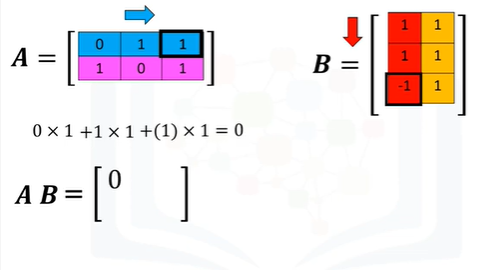 A = [ 0 1 1
1 0 1 ]
B = [ 1 1
1 1
-1 1 ]
0 × 1 +1 × 1 +(1) × 1 = 0
A B = [ 0 ]